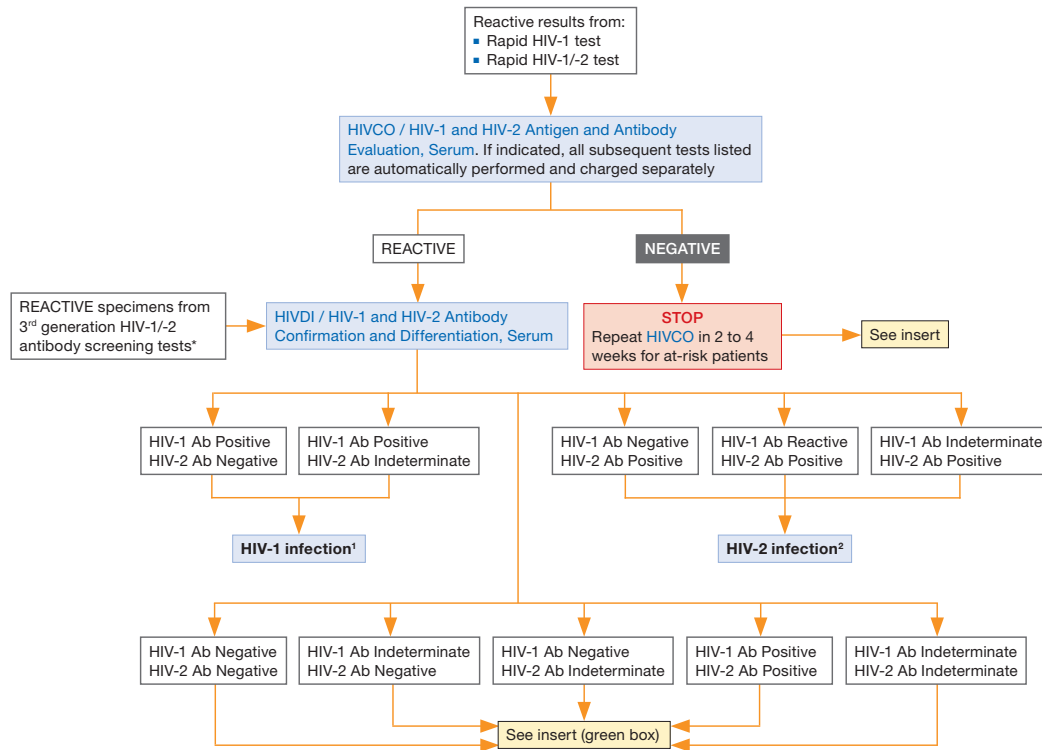 Reactive results from:
▪ Rapid HIV-1 test
▪ Rapid HIV-1/-2 test
HIVCO / HIV-1 and HIV-2 Antigen and Antibody
Evaluation, Serum. If indicated, all subsequent tests listed
are automatically performed and charged separately
REACTIVE
NEGATIVE
REACTIVE specimens from
3rd generation HIV-1/-2
antibody screening tests*
HIVDI / HIV-1 and HIV-2 Antibody
Confirmation and Differentiation, Serum
STOP
Repeat HIVCO in 2 to 4
weeks for at-risk patients
See insert
HIV-1 Ab Positive
HIV-2 Ab Negative
HIV-1 Ab Positive
HIV-2 Ab Indeterminate
HIV-1 Ab Negative
HIV-2 Ab Positive
HIV-1 Ab Reactive
HIV-2 Ab Positive
HIV-1 Ab Indeterminate
HIV-2 Ab Positive
HIV-1 infection¹
HIV-2 infection²
HIV-1 Ab Negative
HIV-2 Ab Negative
HIV-1 Ab Indeterminate
HIV-2 Ab Negative
HIV-1 Ab Negative
HIV-2 Ab Indeterminate
HIV-1 Ab Positive
HIV-2 Ab Positive
HIV-1 Ab Indeterminate
HIV-2 Ab Indeterminate
See insert (green box)